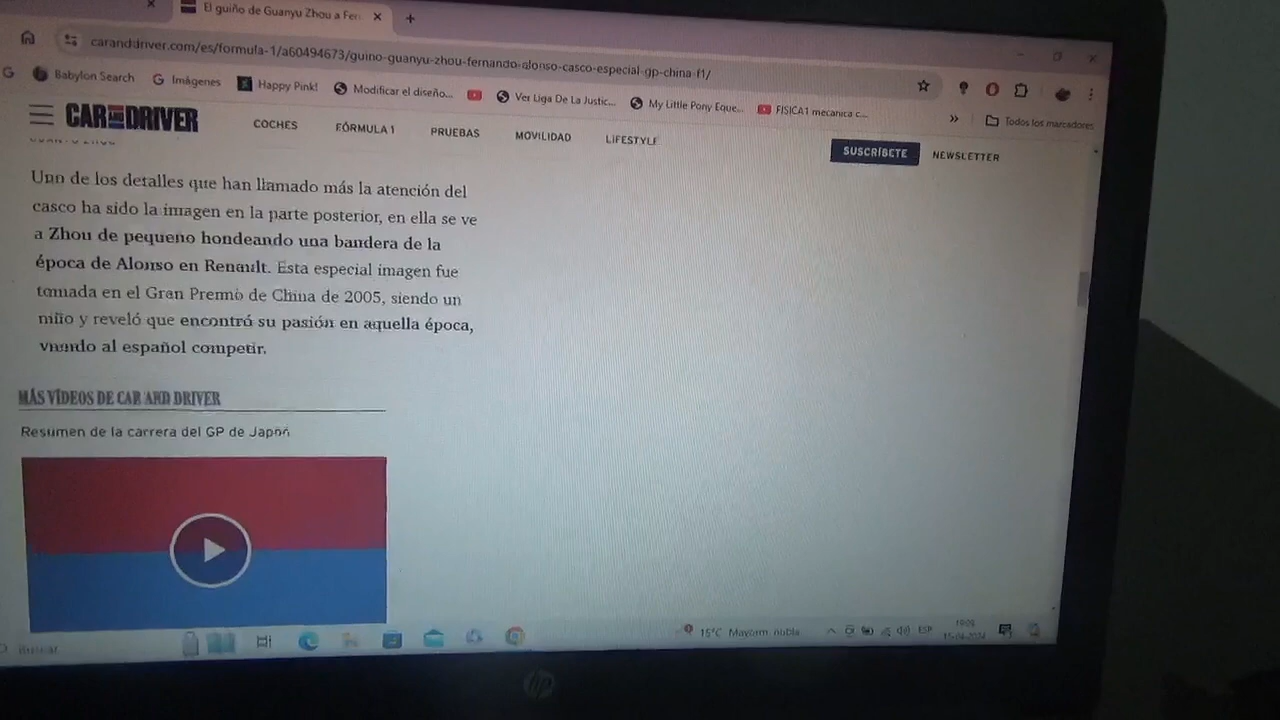 El guiño de Guanyu Zhou a Fer
caranddriver.com/es/formula-1/a60494673/guino-guanyu-zhou-fernando-alonso-casco-especial-gp-china-f1/
Babylon Search
Imágenes
Happy Pink!
Modificar el diseño...
Ver Liga De La Justic...
My Little Pony Eque...
FISICA1 mecanica c...
Todos los marcadores
CAR AND DRIVER
COCHES
FÓRMULA 1
PRUEBAS
MOVILIDAD
LIFESTYLE
SUSCRÍBETE
NEWSLETTER
Uno de los detalles que han llamado más la atención del
casco ha sido la imagen en la parte posterior, en ella se ve
a Zhou de pequeno hondeando una bandera de la
época de Alonso en Renault. Esta especial imagen fue
tomada en el Gran Premio de China de 2005, siendo un
niño y reveló que encontró su pasión en aquella época,
viendo al español competir.
MÁS VÍDEOS DE CAR AND DRIVER
Resumen de la carrera del GP de Japón
Buscar
15°C Mayorm. nubla
ESP
hp